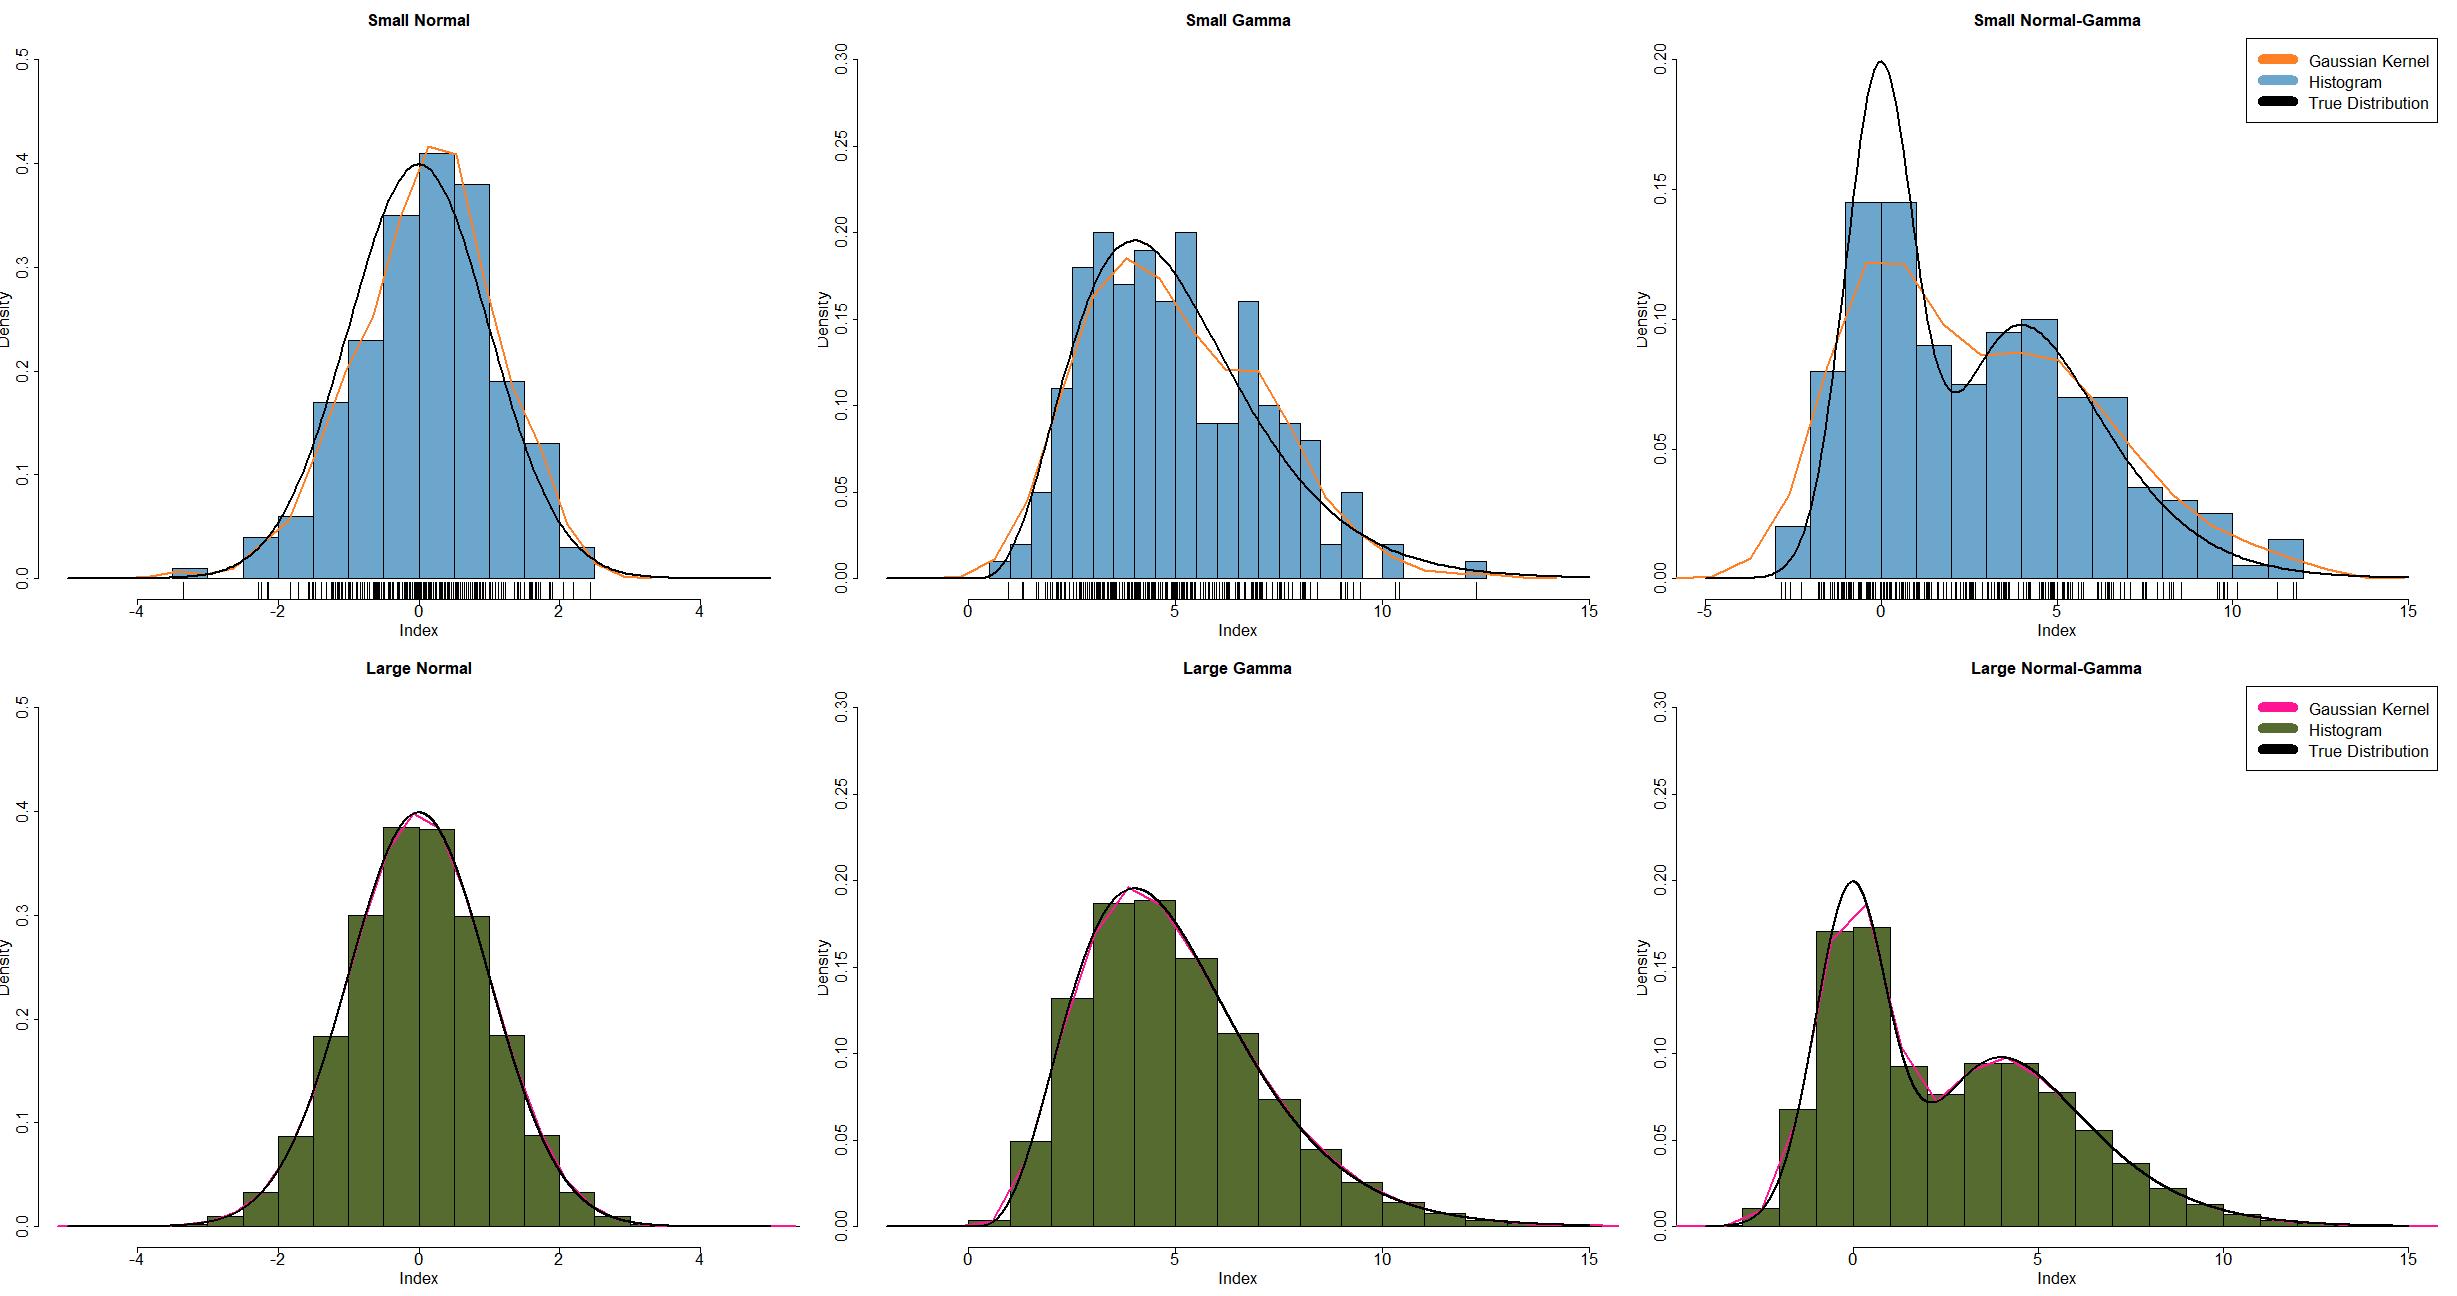 Small Normal
Small Gamma
Small Normal-Gamma
0.0 0.1 0.2 0.3 0.4 0.5
Density
-4 -2 0 2 4
Index
0.00 0.05 0.10 0.15 0.20 0.25 0.30
Density
0 5 10 15
Index
0.00 0.05 0.10 0.15 0.20
Density
-5 0 5 10 15
Index
Gaussian Kernel
Histogram
True Distribution
Large Normal
Large Gamma
Large Normal-Gamma
0.0 0.1 0.2 0.3 0.4 0.5
Density
-4 -2 0 2 4
Index
0.00 0.05 0.10 0.15 0.20 0.25 0.30
Density
0 5 10 15
Index
0.00 0.05 0.10 0.15 0.20 0.25 0.30
Density
0 5 10 15
Index
Gaussian Kernel
Histogram
True Distribution